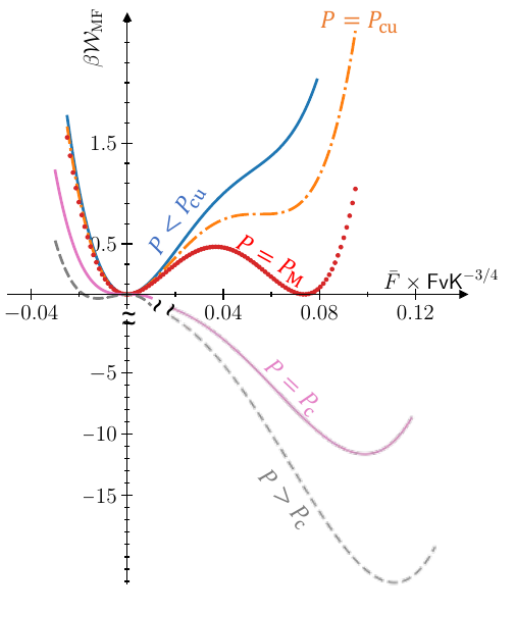 P = P_cu
β𝒲_MF
1.5
P < P_cu
0.5
P = P_M
F̄ × FvK^{−3/4}
−0.04
0.04
0.08
0.12
≈
≈
−5
P = P_c
−10
P > P_c
−15